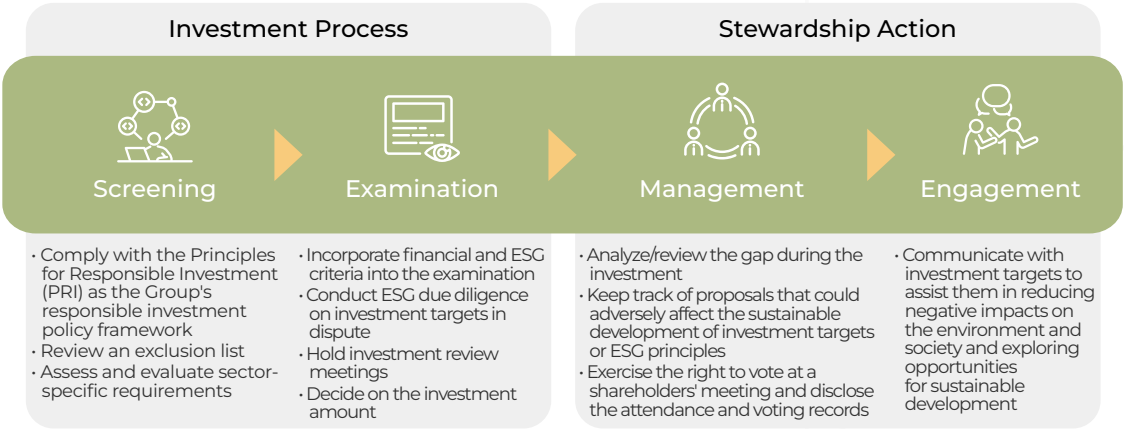 Investment Process
Stewardship Action
Screening
Examination
Management
Engagement
· Comply with the Principles
for Responsible Investment
(PRI) as the Group's
responsible investment
policy framework
· Review an exclusion list
· Assess and evaluate sector-
specific requirements
· Incorporate financial and ESG
criteria into the examination
· Conduct ESG due diligence
on investment targets in
dispute
· Hold investment review
meetings
· Decide on the investment
amount
· Analyze/review the gap during the
investment
· Keep track of proposals that could
adversely affect the sustainable
development of investment targets
or ESG principles
· Exercise the right to vote at a
shareholders' meeting and disclose
the attendance and voting records
· Communicate with
investment targets to
assist them in reducing
negative impacts on
the environment and
society and exploring
opportunities
for sustainable
development